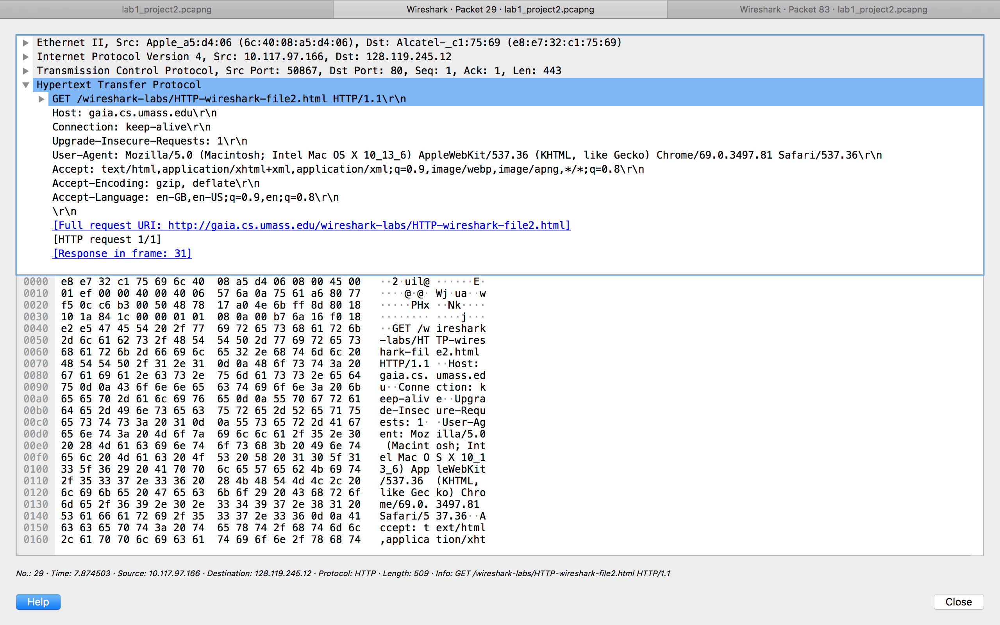 lab1_project2.pcapng
Wireshark · Packet 29 · lab1_project2.pcapng
Wireshark · Packet 83 · lab1_project2.pcapng
Ethernet II, Src: Apple_a5:d4:06 (6c:40:08:a5:d4:06), Dst: Alcatel-_c1:75:69 (e8:e7:32:c1:75:69)
Internet Protocol Version 4, Src: 10.117.97.166, Dst: 128.119.245.12
Transmission Control Protocol, Src Port: 50867, Dst Port: 80, Seq: 1, Ack: 1, Len: 443
Hypertext Transfer Protocol
GET /wireshark-labs/HTTP-wireshark-file2.html HTTP/1.1\r\n
Host: gaia.cs.umass.edu\r\n
Connection: keep-alive\r\n
Upgrade-Insecure-Requests: 1\r\n
User-Agent: Mozilla/5.0 (Macintosh; Intel Mac OS X 10_13_6) AppleWebKit/537.36 (KHTML, like Gecko) Chrome/69.0.3497.81 Safari/537.36\r\n
Accept: text/html,application/xhtml+xml,application/xml;q=0.9,image/webp,image/apng,*/*;q=0.8\r\n
Accept-Encoding: gzip, deflate\r\n
Accept-Language: en-GB,en-US;q=0.9,en;q=0.8\r\n
\r\n
[Full request URI: http://gaia.cs.umass.edu/wireshark-labs/HTTP-wireshark-file2.html]
[HTTP request 1/1]
[Response in frame: 31]
0000 e8 e7 32 c1 75 69 6c 40 08 a5 d4 06 08 00 45 00 ··2·uil@ ······E·
0010 01 ef 00 00 40 00 40 06 57 6a 0a 75 61 a6 80 77 ····@·@· Wj·ua··w
0020 f5 0c c6 b3 00 50 48 78 17 a0 4e 6b ff 8d 80 18 ·····PHx ··Nk····
0030 10 1a 84 1c 00 00 01 01 08 0a 00 b7 6a 16 f0 18 ········ ····j···
0040 e2 e5 47 45 54 20 2f 77 69 72 65 73 68 61 72 6b ··GET /w ireshark
0050 2d 6c 61 62 73 2f 48 54 54 50 2d 77 69 72 65 73 -labs/HT TP-wires
0060 68 61 72 6b 2d 66 69 6c 65 32 2e 68 74 6d 6c 20 hark-fil e2.html
0070 48 54 54 50 2f 31 2e 31 0d 0a 48 6f 73 74 3a 20 HTTP/1.1 ··Host:
0080 67 61 69 61 2e 63 73 2e 75 6d 61 73 73 2e 65 64 gaia.cs. umass.ed
0090 75 0d 0a 43 6f 6e 6e 65 63 74 69 6f 6e 3a 20 6b u··Conne ction: k
00a0 65 65 70 2d 61 6c 69 76 65 0d 0a 55 70 67 72 61 eep-aliv e··Upgra
00b0 64 65 2d 49 6e 73 65 63 75 72 65 2d 52 65 71 75 de-Insec ure-Requ
00c0 65 73 74 73 3a 20 31 0d 0a 55 73 65 72 2d 41 67 ests: 1· ·User-Ag
00d0 65 6e 74 3a 20 4d 6f 7a 69 6c 6c 61 2f 35 2e 30 ent: Moz illa/5.0
00e0 20 28 4d 61 63 69 6e 74 6f 73 68 3b 20 49 6e 74 (Macint osh; Int
00f0 65 6c 20 4d 61 63 20 4f 53 20 58 20 31 30 5f 31 el Mac O S X 10_1
0100 33 5f 36 29 20 41 70 70 6c 65 57 65 62 4b 69 74 3_6) App leWebKit
0110 2f 35 33 37 2e 33 36 20 28 4b 48 54 4d 4c 2c 20 /537.36 (KHTML,
0120 6c 69 6b 65 20 47 65 63 6b 6f 29 20 43 68 72 6f like Gec ko) Chro
0130 6d 65 2f 36 39 2e 30 2e 33 34 39 37 2e 38 31 20 me/69.0. 3497.81
0140 53 61 66 61 72 69 2f 35 33 37 2e 33 36 0d 0a 41 Safari/5 37.36··A
0150 63 63 65 70 74 3a 20 74 65 78 74 2f 68 74 6d 6c ccept: t ext/html
0160 2c 61 70 70 6c 69 63 61 74 69 6f 6e 2f 78 68 74 ,applica tion/xht
No.: 29 · Time: 7.874503 · Source: 10.117.97.166 · Destination: 128.119.245.12 · Protocol: HTTP · Length: 509 · Info: GET /wireshark-labs/HTTP-wireshark-file2.html HTTP/1.1
Help
Close